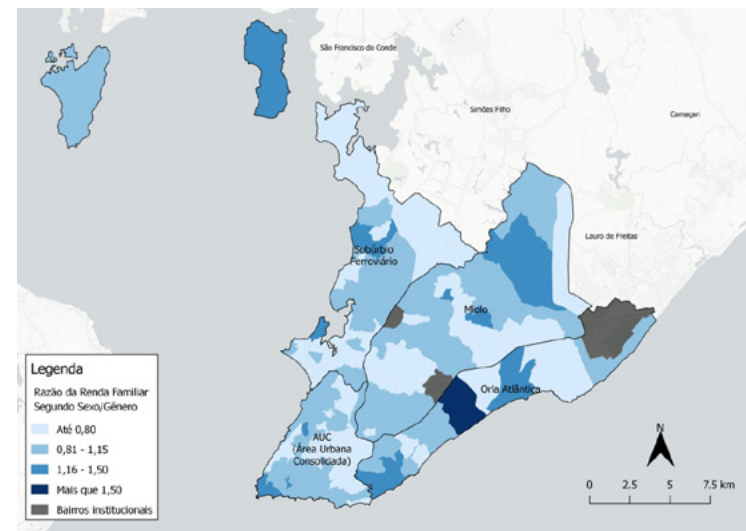 São Francisco do Conde
Simões Filho
Camaçari
Lauro de Freitas
Subúrbio
Ferroviário
Miolo
Orla Atlântica
AUC
(Área Urbana
Consolidada)
Legenda
Razão da Renda Familiar
Segundo Sexo/Gênero
Até 0,80
0,81 - 1,15
1,16 - 1,50
Mais que 1,50
Bairros institucionais
N
0 2.5 5 7.5 km